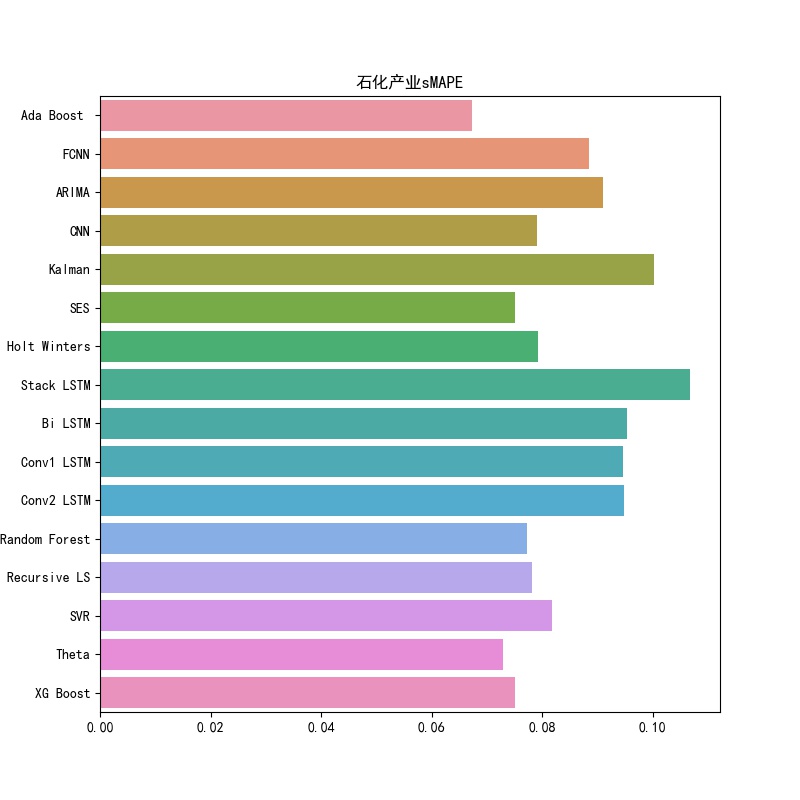 石化产业sMAPE
Ada Boost
FCNN
ARIMA
CNN
Kalman
SES
Holt Winters
Stack LSTM
Bi LSTM
Conv1 LSTM
Conv2 LSTM
Random Forest
Recursive LS
SVR
Theta
XG Boost
0.00 0.02 0.04 0.06 0.08 0.10